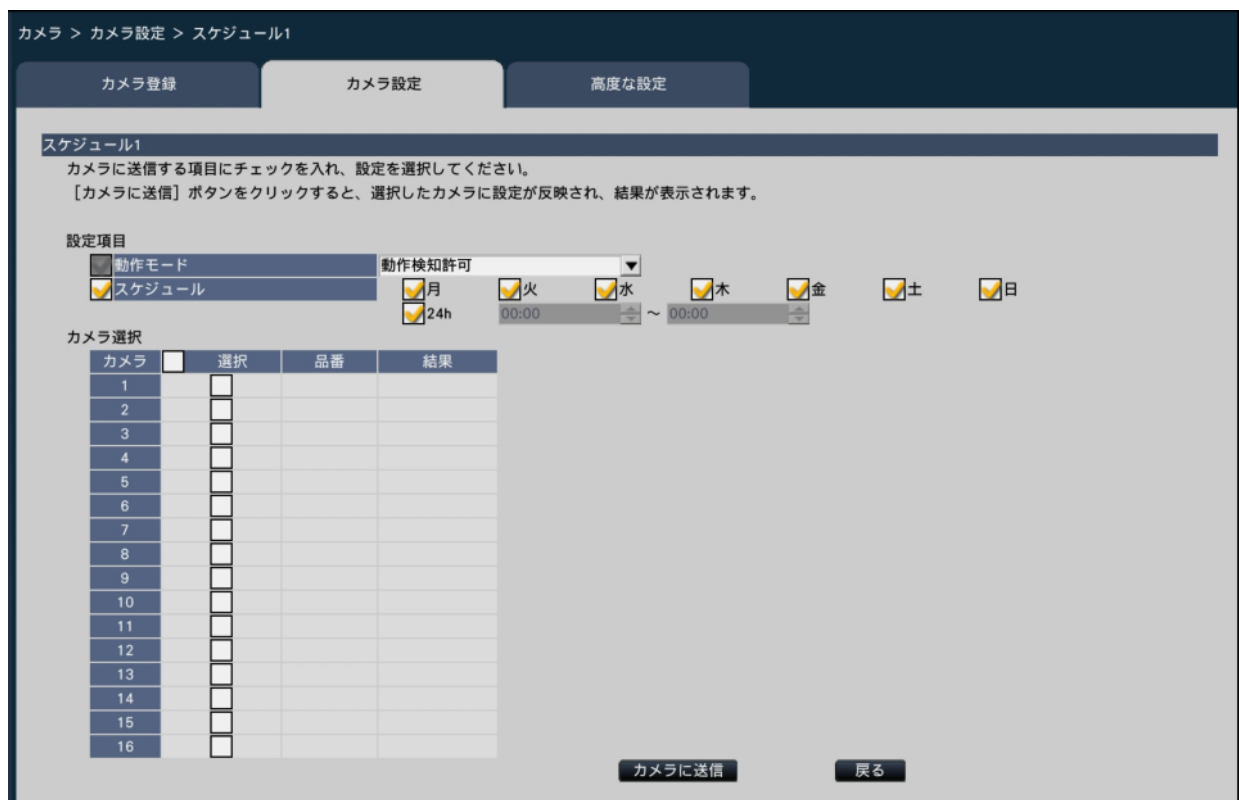 カメラ > カメラ設定 > スケジュール1
カメラ登録 カメラ設定 高度な設定
スケジュール1
カメラに送信する項目にチェックを入れ、設定を選択してください。
［カメラに送信］ボタンをクリックすると、選択したカメラに設定が反映され、結果が表示されます。
設定項目
動作モード 動作検知許可
スケジュール 月 火 水 木 金 土 日
24h 00:00 ～ 00:00
カメラ選択
カメラ 選択 品番 結果
1
2
3
4
5
6
7
8
9
10
11
12
13
14
15
16
カメラに送信 戻る